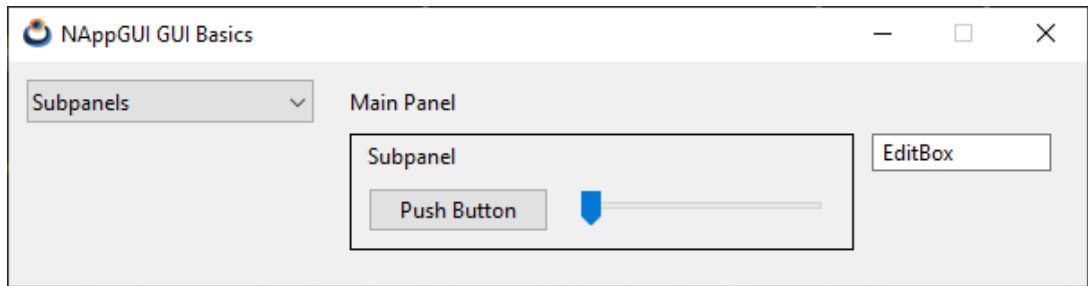 NAppGUI GUI Basics
Subpanels
Main Panel
Subpanel
Push Button
EditBox